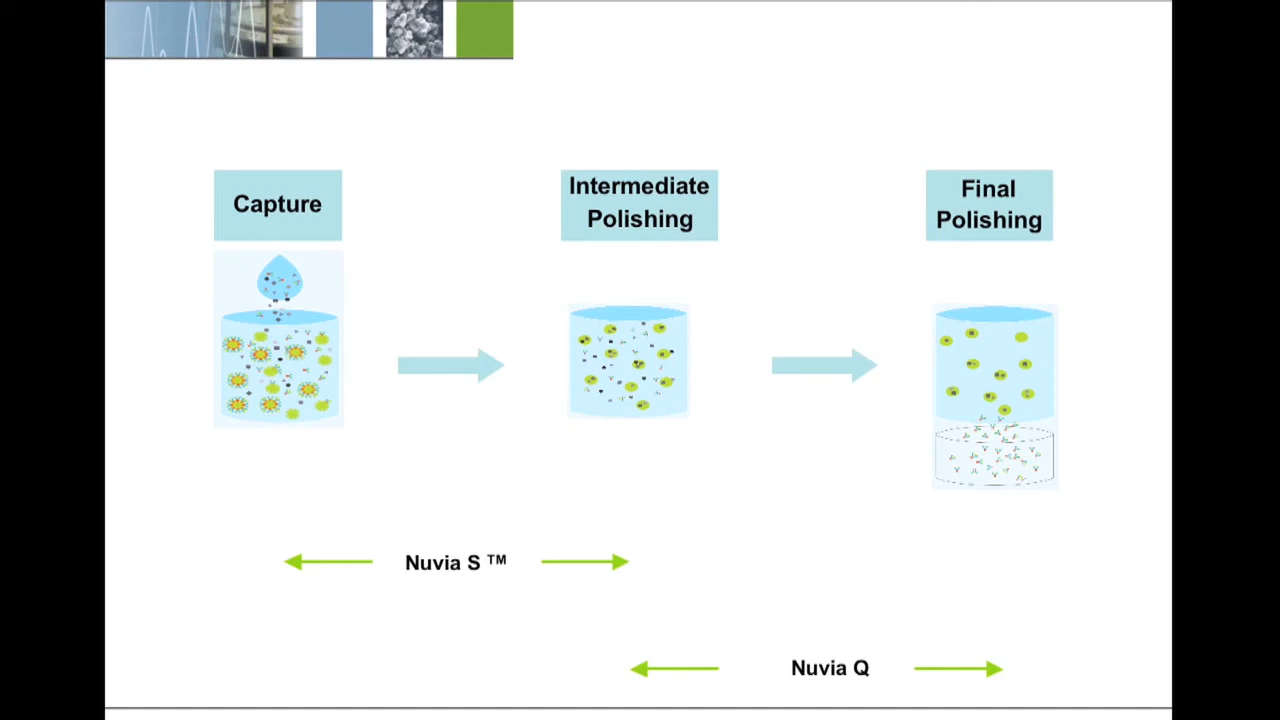 Capture
Intermediate
Polishing
Final
Polishing
Nuvia S ™
Nuvia Q